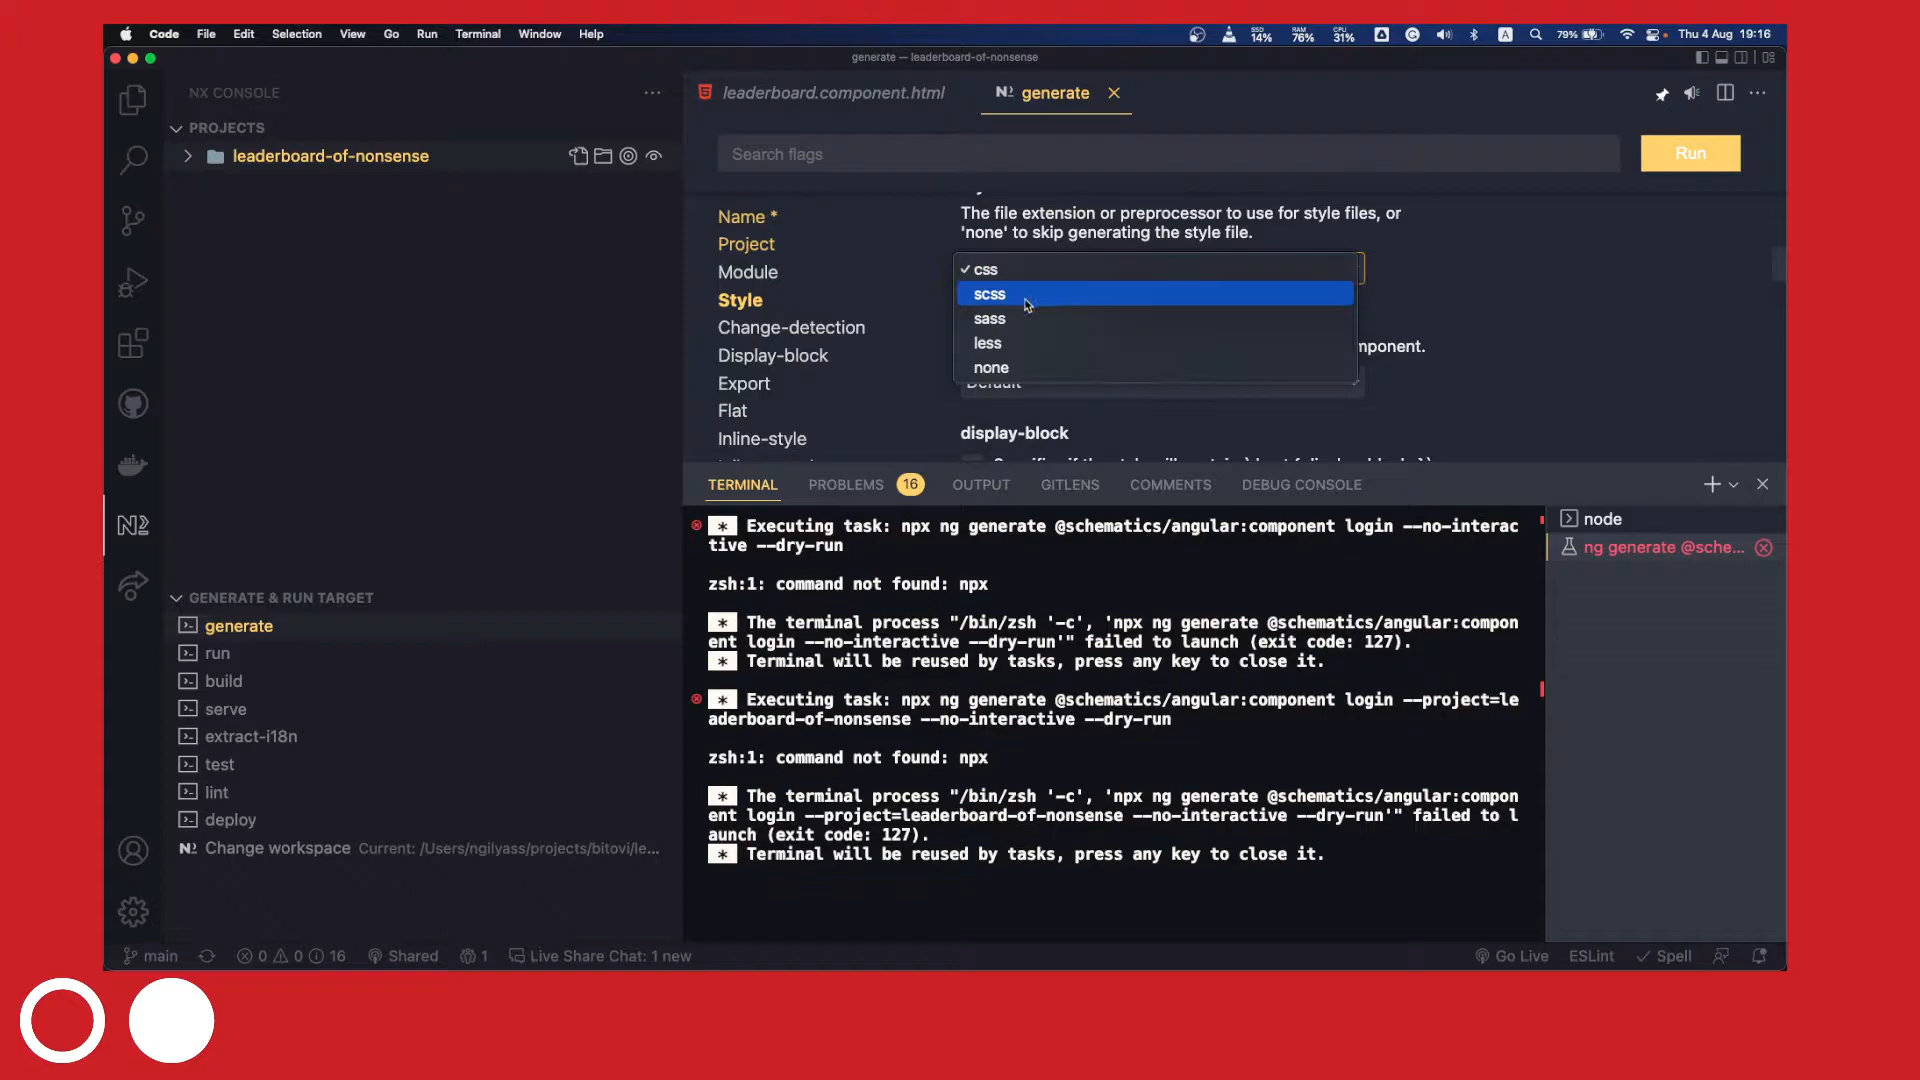 Code File Edit Selection View Go Run Terminal Window Help
SSD 14% RAM 76% CPU 31% A 79% Thu 4 Aug 19:16
generate — leaderboard-of-nonsense
NX CONSOLE
PROJECTS
leaderboard-of-nonsense
leaderboard.component.html
generate
Search flags
Run
Name *
Project
Module
Style
Change-detection
Display-block
Export
Flat
Inline-style
The file extension or preprocessor to use for style files, or
'none' to skip generating the style file.
✓ css
scss
sass
less
none
mponent.
Default
display-block
TERMINAL PROBLEMS 16 OUTPUT GITLENS COMMENTS DEBUG CONSOLE
* Executing task: npx ng generate @schematics/angular:component login --no-interac
tive --dry-run
zsh:1: command not found: npx
* The terminal process "/bin/zsh '-c', 'npx ng generate @schematics/angular:compon
ent login --no-interactive --dry-run'" failed to launch (exit code: 127).
* Terminal will be reused by tasks, press any key to close it.
* Executing task: npx ng generate @schematics/angular:component login --project=le
aderboard-of-nonsense --no-interactive --dry-run
zsh:1: command not found: npx
* The terminal process "/bin/zsh '-c', 'npx ng generate @schematics/angular:compon
ent login --project=leaderboard-of-nonsense --no-interactive --dry-run'" failed to l
aunch (exit code: 127).
* Terminal will be reused by tasks, press any key to close it.
node
ng generate @sche...
GENERATE & RUN TARGET
generate
run
build
serve
extract-i18n
test
lint
deploy
Change workspace Current: /Users/ngilyass/projects/bitovi/le...
main 0 0 16 Shared 1 Live Share Chat: 1 new
Go Live ESLint ✓ Spell